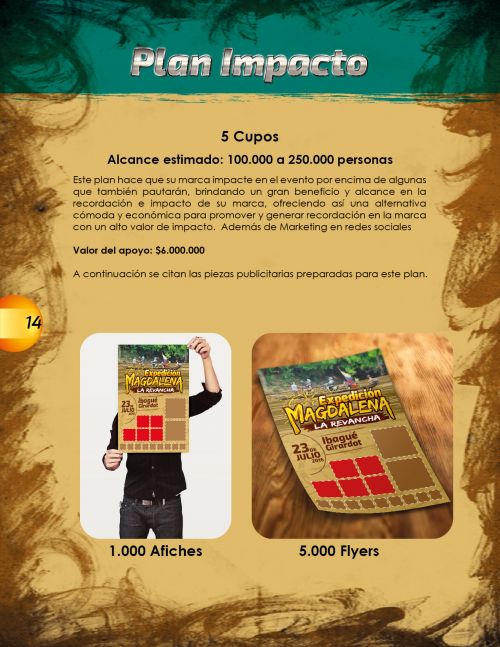 Plan Impacto
5 Cupos
Alcance estimado: 100.000 a 250.000 personas
Este plan hace que su marca impacte en el evento por encima de algunas
que también pautarán, brindando un gran beneficio y alcance en la
recordación e impacto de su marca, ofreciendo así una alternativa
cómoda y económica para promover y generar recordación en la marca
con un alto valor de impacto. Además de Marketing en redes sociales
Valor del apoyo: $6.000.000
A continuación se citan las piezas publicitarias preparadas para este plan.
14
Expedición
MAGDALENA
LA REVANCHA
23 DE
JULIO
2016
Ibagué
Girardot
Expedición
MAGDALENA
LA REVANCHA
23 DE
JULIO
2016
Ibagué
Girardot
1.000 Afiches
5.000 Flyers